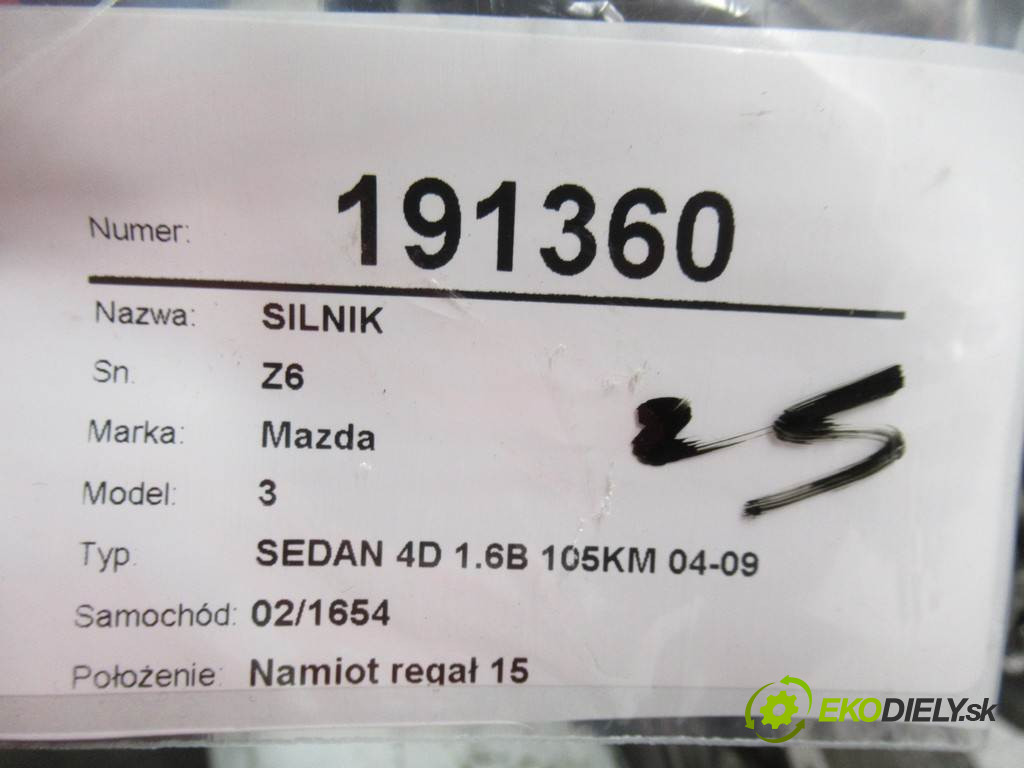 Numer: 191360
Nazwa: SILNIK
Sn. Z6
Marka: Mazda
25
Model: 3
Typ. SEDAN 4D 1.6B 105KM 04-09
Samochód: 02/1654
Położenie: Namiot regał 15
EKODIELY.sk